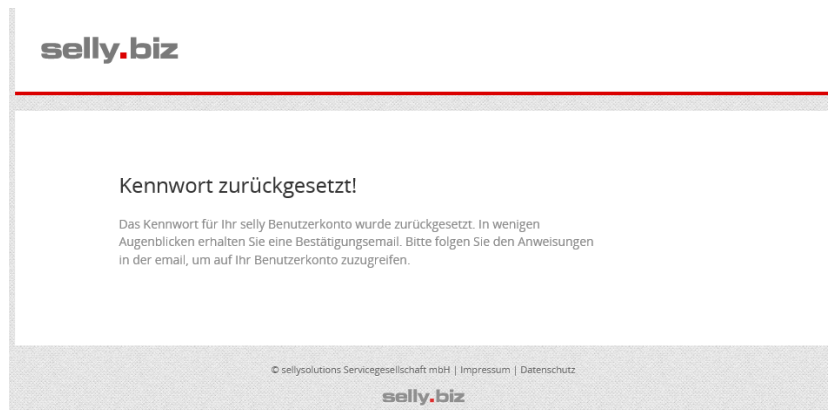 selly.biz
Kennwort zurückgesetzt!
Das Kennwort für Ihr selly Benutzerkonto wurde zurückgesetzt. In wenigen
Augenblicken erhalten Sie eine Bestätigungsemail. Bitte folgen Sie den Anweisungen
in der email, um auf Ihr Benutzerkonto zuzugreifen.
© sellysolutions Servicegesellschaft mbH | Impressum | Datenschutz
selly.biz